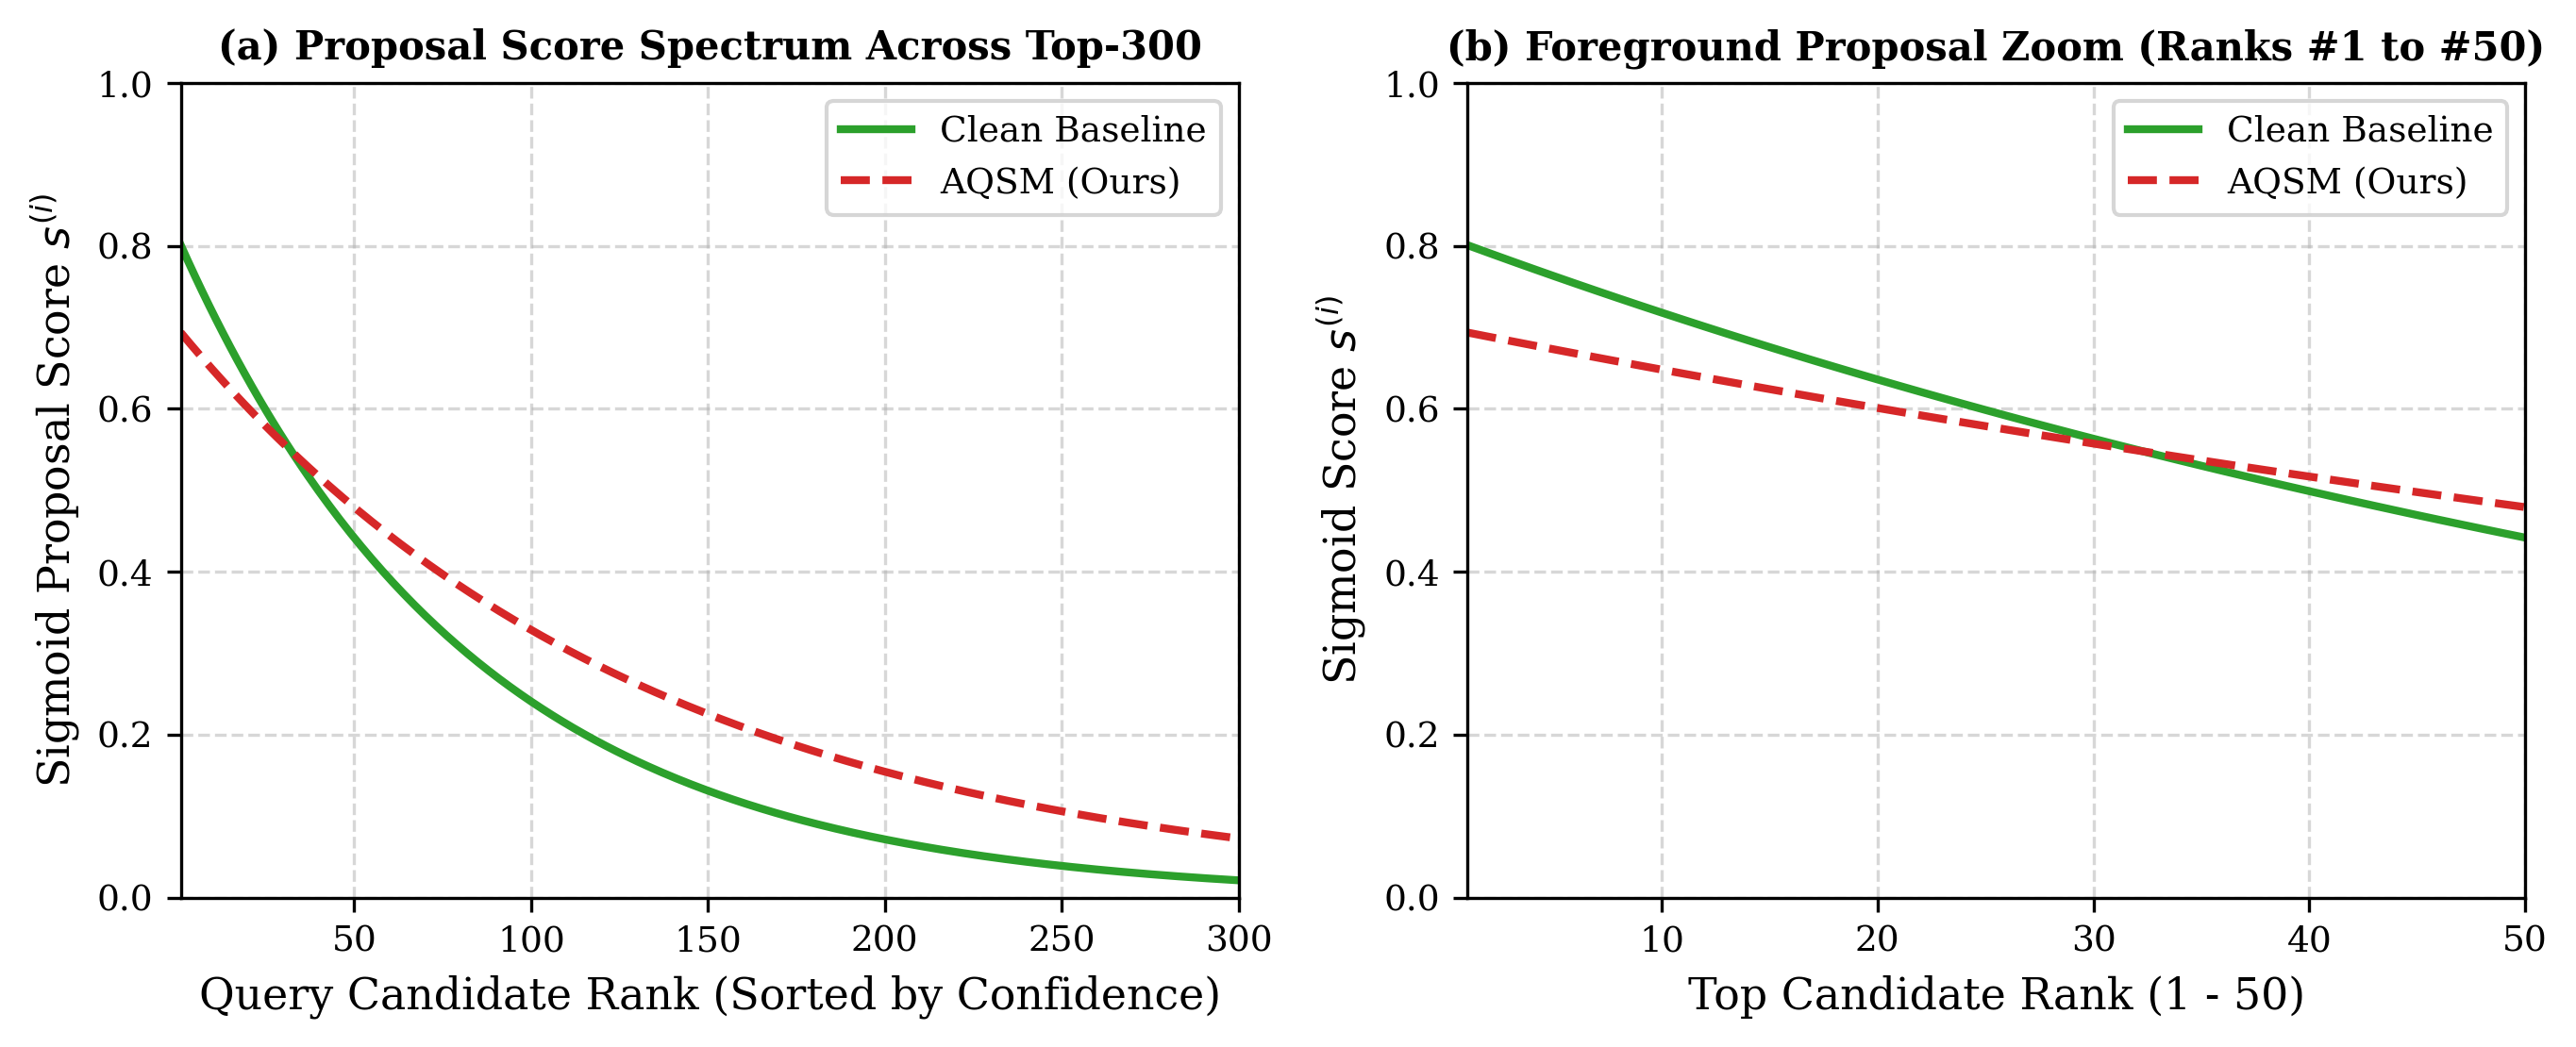 (a) Proposal Score Spectrum Across Top-300
1.0
0.8
0.6
0.4
0.2
0.0
Sigmoid Proposal Score s^(i)
Clean Baseline
AQSM (Ours)
50 100 150 200 250 300
Query Candidate Rank (Sorted by Confidence)
(b) Foreground Proposal Zoom (Ranks #1 to #50)
1.0
0.8
0.6
0.4
0.2
0.0
Sigmoid Score s^(i)
Clean Baseline
AQSM (Ours)
10 20 30 40 50
Top Candidate Rank (1 - 50)